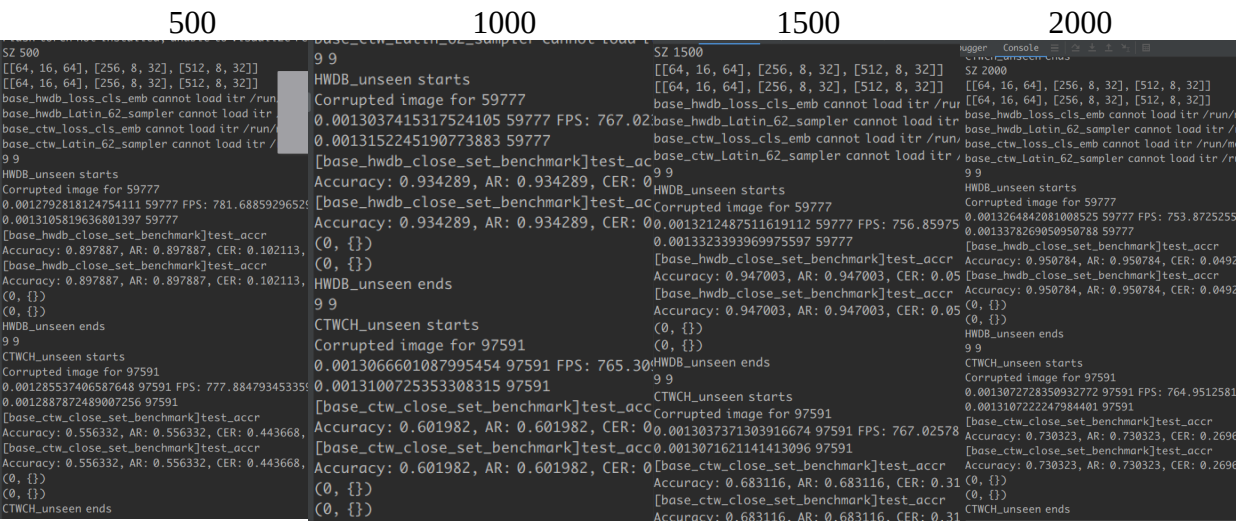 500
SZ 500
[[64, 16, 64], [256, 8, 32], [512, 8, 32]]
[[64, 16, 64], [256, 8, 32], [512, 8, 32]]
base_hwdb_loss_cls_emb cannot load itr /run/
base_hwdb_Latin_62_sampler cannot load itr
base_ctw_loss_cls_emb cannot load itr /run/
base_ctw_Latin_62_sampler cannot load itr /
9 9
HWDB_unseen starts
Corrupted image for 59777
0.0012792818124754111 59777 FPS: 781.68859296529
0.0013105819636801397 59777
[base_hwdb_close_set_benchmark]test_accr
Accuracy: 0.897887, AR: 0.897887, CER: 0.102113,
[base_hwdb_close_set_benchmark]test_accr
Accuracy: 0.897887, AR: 0.897887, CER: 0.102113,
(0, {})
(0, {})
HWDB_unseen ends
9 9
CTWCH_unseen starts
Corrupted image for 97591
0.001285537406587648 97591 FPS: 777.884793453359
0.0012887872489007256 97591
[base_ctw_close_set_benchmark]test_accr
Accuracy: 0.556332, AR: 0.556332, CER: 0.443668,
[base_ctw_close_set_benchmark]test_accr
Accuracy: 0.556332, AR: 0.556332, CER: 0.443668,
(0, {})
(0, {})
CTWCH_unseen ends
1000
base_ctw_Latin_62_sampler cannot load
9 9
HWDB_unseen starts
Corrupted image for 59777
0.0013037415317524105 59777 FPS: 767.02
0.0013152245190773883 59777
[base_hwdb_close_set_benchmark]test_ac
Accuracy: 0.934289, AR: 0.934289, CER: 0
[base_hwdb_close_set_benchmark]test_ac
Accuracy: 0.934289, AR: 0.934289, CER: 0
(0, {})
(0, {})
HWDB_unseen ends
9 9
CTWCH_unseen starts
Corrupted image for 97591
0.0013066601087995454 97591 FPS: 765.30
0.0013100725353308315 97591
[base_ctw_close_set_benchmark]test_acc
Accuracy: 0.601982, AR: 0.601982, CER: 0
[base_ctw_close_set_benchmark]test_acc
Accuracy: 0.601982, AR: 0.601982, CER: 0
(0, {})
(0, {})
1500
SZ 1500
[[64, 16, 64], [256, 8, 32], [512, 8, 32]]
[[64, 16, 64], [256, 8, 32], [512, 8, 32]]
base_hwdb_loss_cls_emb cannot load itr /run
base_hwdb_Latin_62_sampler cannot load itr
base_ctw_loss_cls_emb cannot load itr /run/
base_ctw_Latin_62_sampler cannot load itr /
9 9
HWDB_unseen starts
Corrupted image for 59777
0.0013212487511619112 59777 FPS: 756.85975
0.0013323393969975597 59777
[base_hwdb_close_set_benchmark]test_accr
Accuracy: 0.947003, AR: 0.947003, CER: 0.05
[base_hwdb_close_set_benchmark]test_accr
Accuracy: 0.947003, AR: 0.947003, CER: 0.05
(0, {})
(0, {})
HWDB_unseen ends
9 9
CTWCH_unseen starts
Corrupted image for 97591
0.0013037371303916674 97591 FPS: 767.02578
0.0013071621141413096 97591
[base_ctw_close_set_benchmark]test_accr
Accuracy: 0.683116, AR: 0.683116, CER: 0.31
[base_ctw_close_set_benchmark]test_accr
Accuracy: 0.683116, AR: 0.683116, CER: 0.31
2000
ugger Console
CTWCH_unseen ends
SZ 2000
[[64, 16, 64], [256, 8, 32], [512, 8, 32]]
[[64, 16, 64], [256, 8, 32], [512, 8, 32]]
base_hwdb_loss_cls_emb cannot load itr /run/
base_hwdb_Latin_62_sampler cannot load itr /r
base_ctw_loss_cls_emb cannot load itr /run/m
base_ctw_Latin_62_sampler cannot load itr /r
9 9
HWDB_unseen starts
Corrupted image for 59777
0.0013264842081008525 59777 FPS: 753.8725255
0.0013378269050950788 59777
[base_hwdb_close_set_benchmark]test_accr
Accuracy: 0.950784, AR: 0.950784, CER: 0.0492
[base_hwdb_close_set_benchmark]test_accr
Accuracy: 0.950784, AR: 0.950784, CER: 0.0492
(0, {})
(0, {})
HWDB_unseen ends
9 9
CTWCH_unseen starts
Corrupted image for 97591
0.0013072728350932772 97591 FPS: 764.9512581
0.0013107222247984401 97591
[base_ctw_close_set_benchmark]test_accr
Accuracy: 0.730323, AR: 0.730323, CER: 0.2696
[base_ctw_close_set_benchmark]test_accr
Accuracy: 0.730323, AR: 0.730323, CER: 0.2696
(0, {})
(0, {})
CTWCH_unseen ends